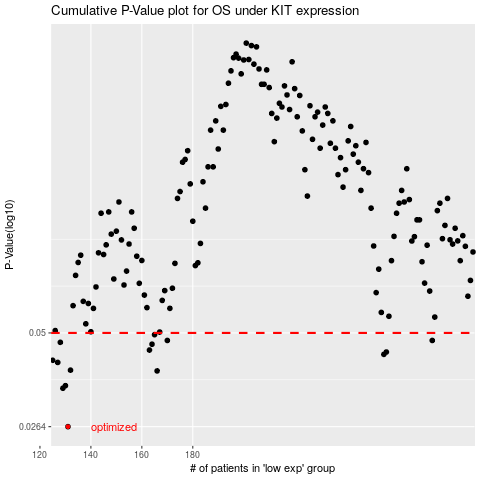 Cumulative P-Value plot for OS under KIT expression
P-Value(log10)
0.05
0.0264
optimized
120 140 160 180
# of patients in 'low exp' group